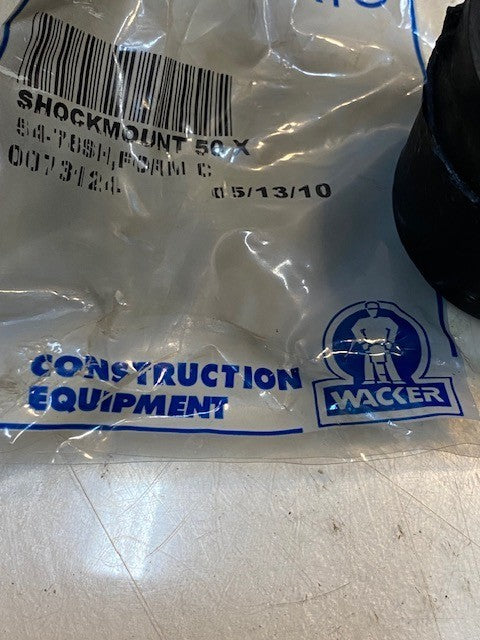 SHOCKMOUNT 50 X
0073124
05/13/10
CONSTRUCTION
EQUIPMENT
WACKER